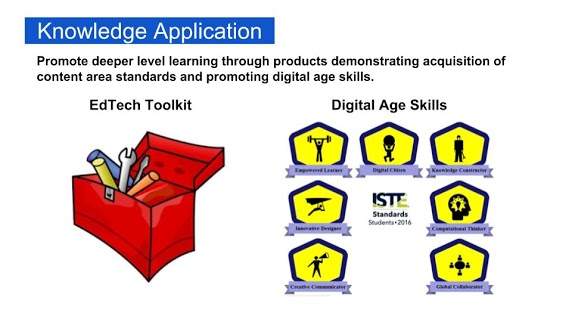 Knowledge Application
Promote deeper level learning through products demonstrating acquisition of
content area standards and promoting digital age skills.
EdTech Toolkit
Digital Age Skills
Empowered Learner
Digital Citizen
Knowledge Constructor
Innovative Designer
ISTE
Standards
Students•2016
Computational Thinker
Creative Communicator
Global Collaborator